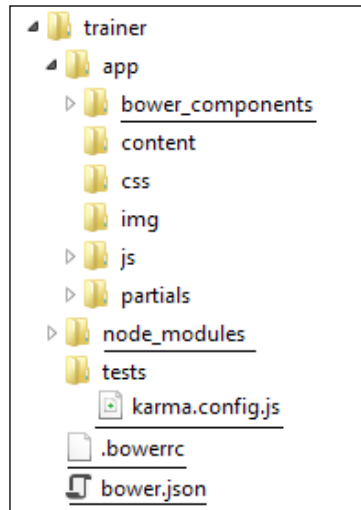 trainer
app
bower_components
content
css
img
js
partials
node_modules
tests
karma.config.js
.bowerrc
bower.json